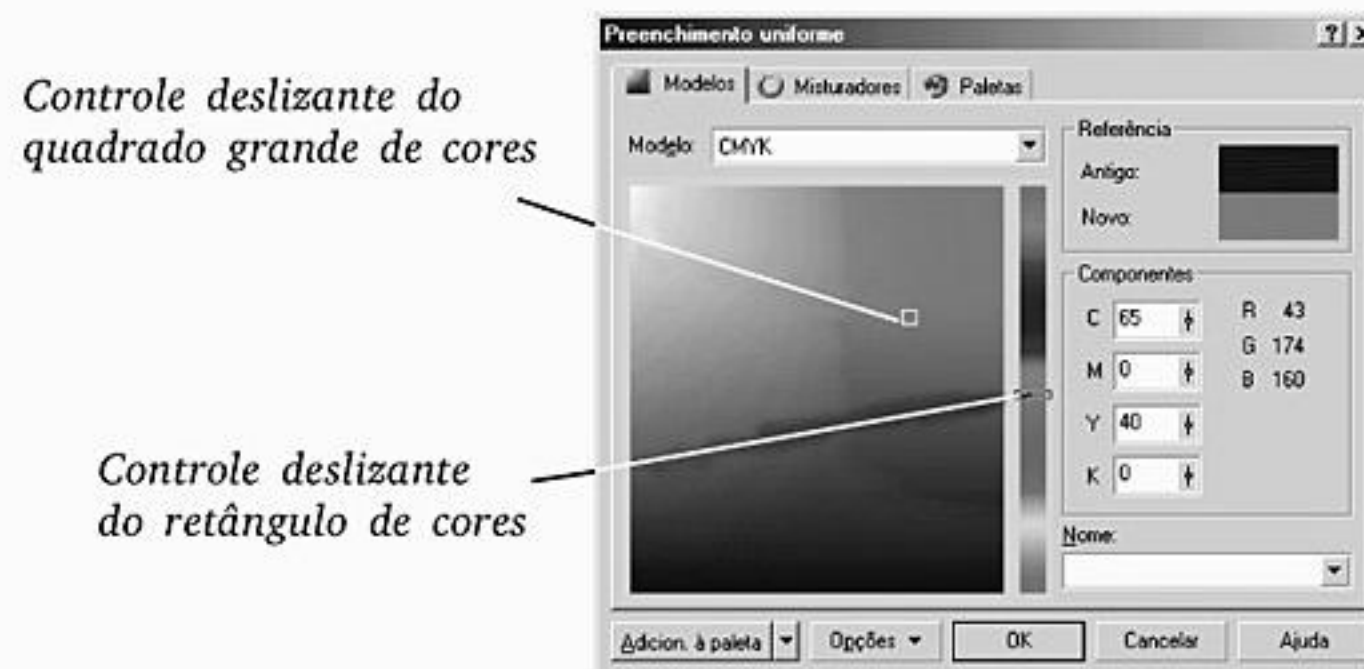 Preenchimento uniforme
Controle deslizante do
quadrado grande de cores
Modelos Misturadores Paletas
Modelo: CMYK
Referência
Antigo:
Novo:
Componentes
C 65 R 43
G 174
M 0 B 160
Y 40
K 0
Controle deslizante
do retângulo de cores
Nome:
Adicion. à paleta Opções OK Cancelar Ajuda